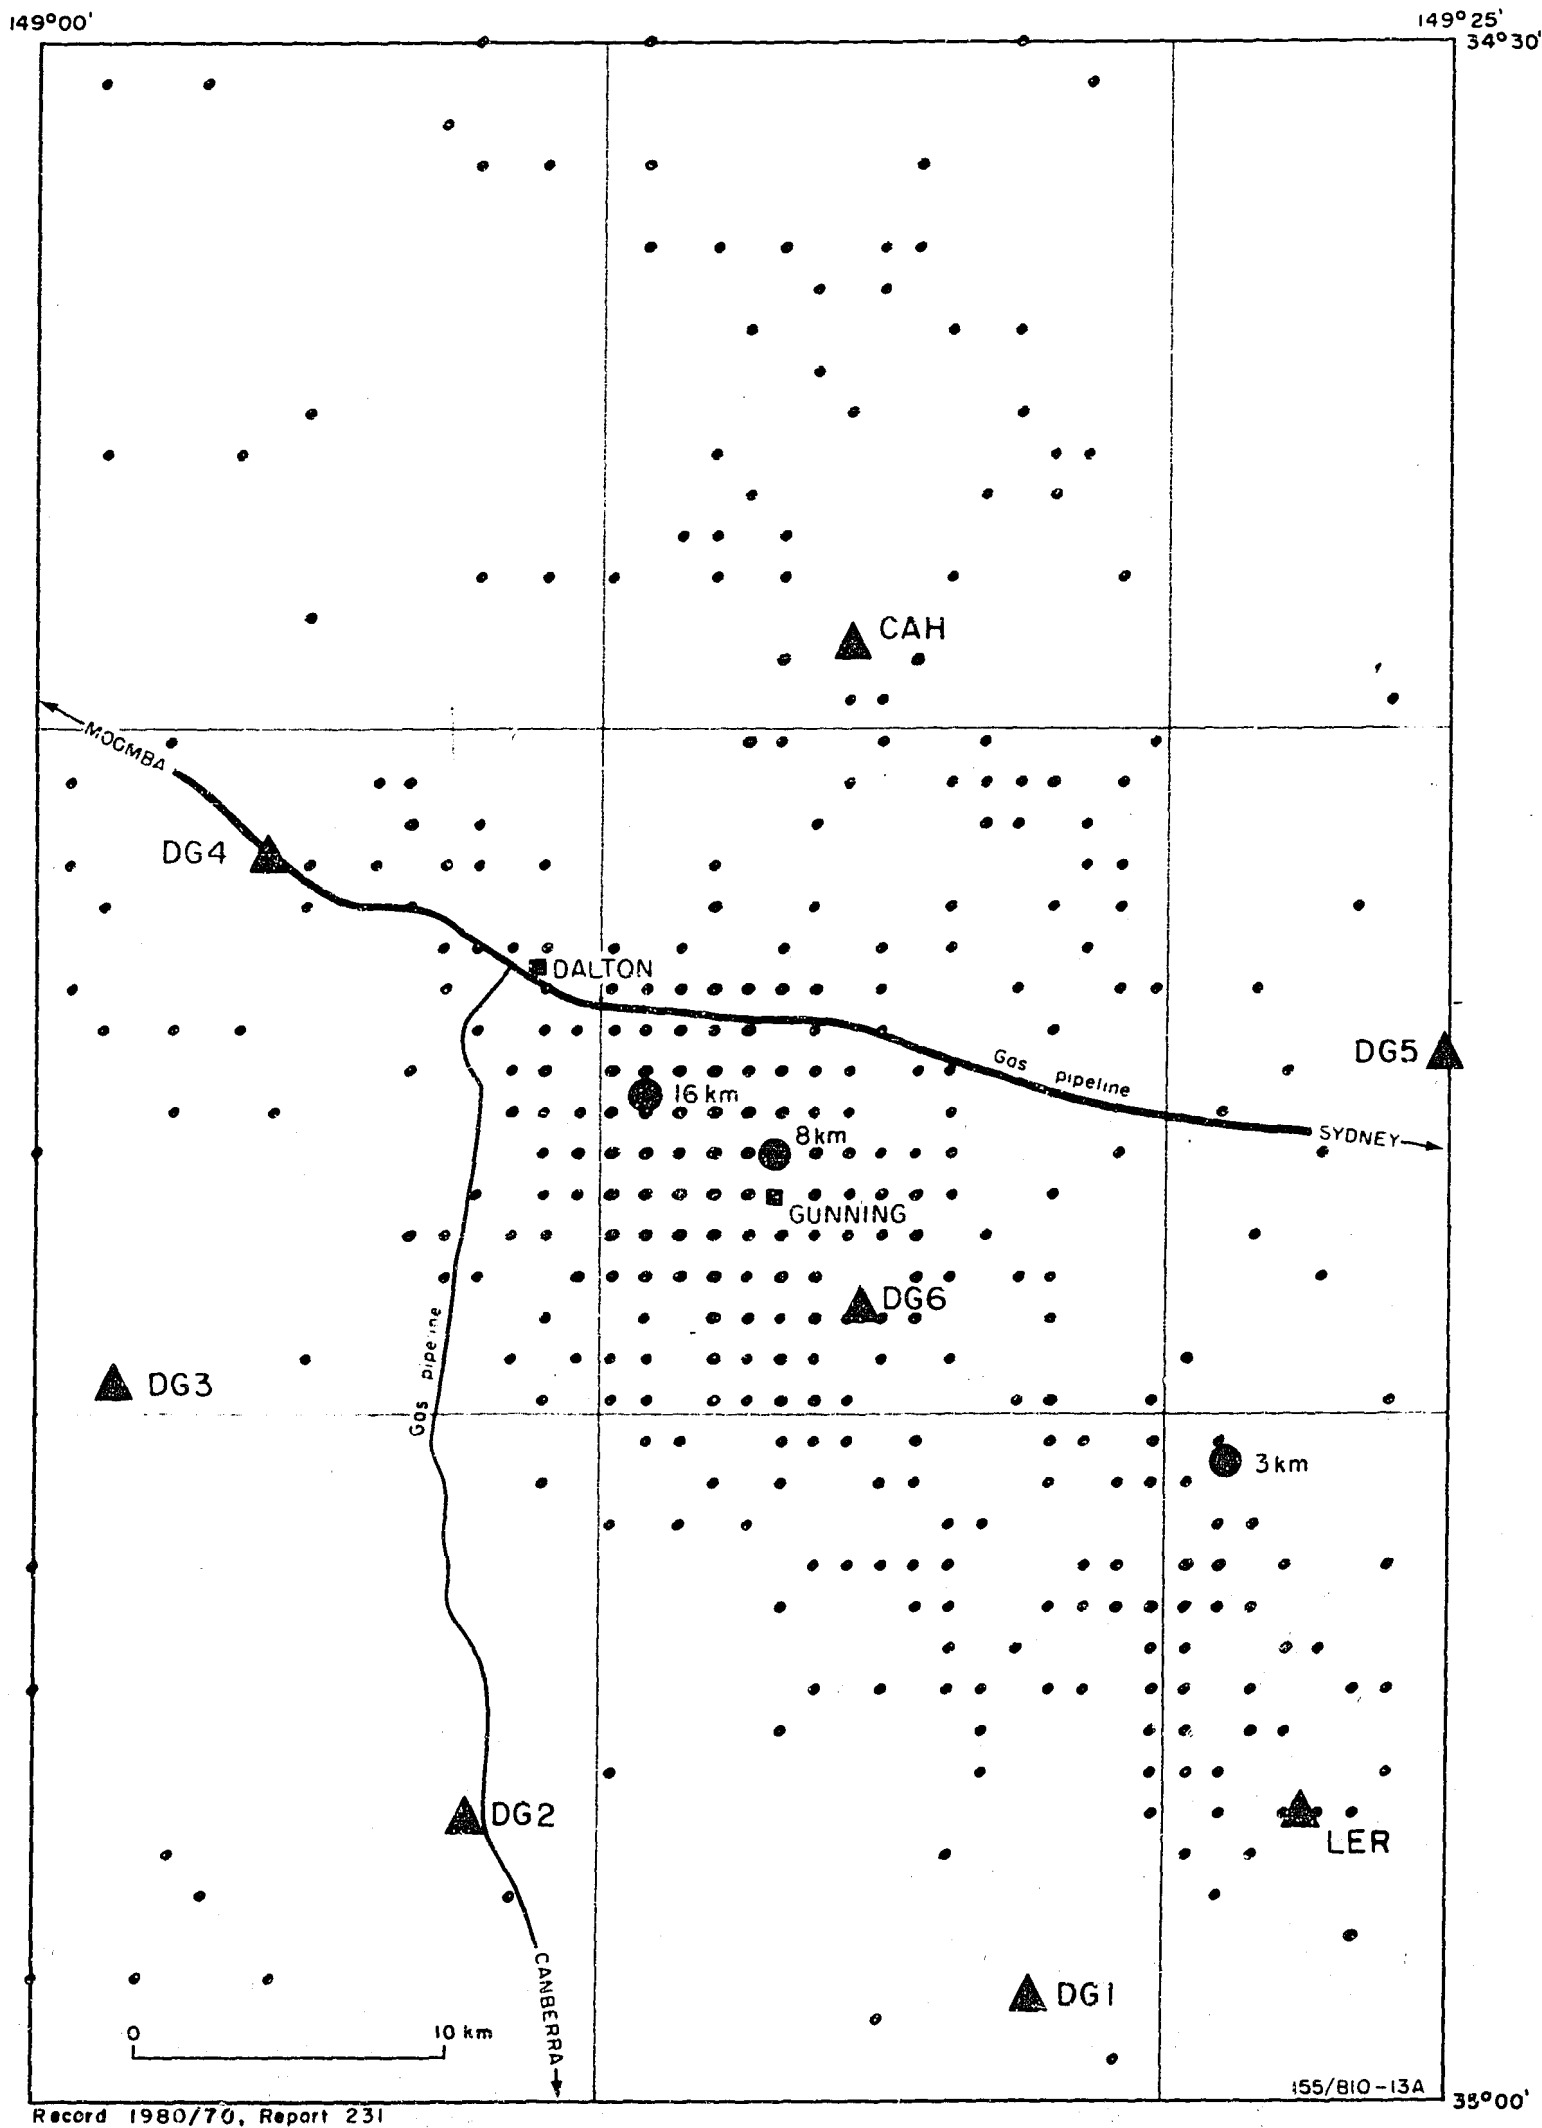 149°00'
149°25'
34°30'
CAH
MOOMBA
DG4
DALTON
Gas pipeline
DG5
16 km
8km
SYDNEY
GUNNING
DG6
Gas pipeline
DG3
3km
DG2
LER
CANBERRA
DG1
0 10 km
155/810-13A
35°00'
Record 1980/70, Report 231